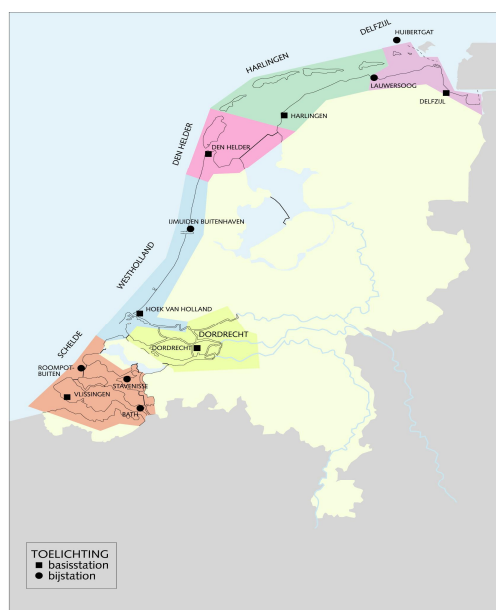 DELFZIJL
HUIBERTGAT
HARLINGEN
LAUWERSOOG
DELFZIJL
HARLINGEN
DEN HELDER
DEN HELDER
IJMUIDEN BUITENHAVEN
WESTHOLLAND
HOEK VAN HOLLAND
SCHELDE
DORDRECHT
DORDRECHT
ROOMPOT-
BUITEN
STAVENISSE
VLISSINGEN
BATH
TOELICHTING
basisstation
bijstation